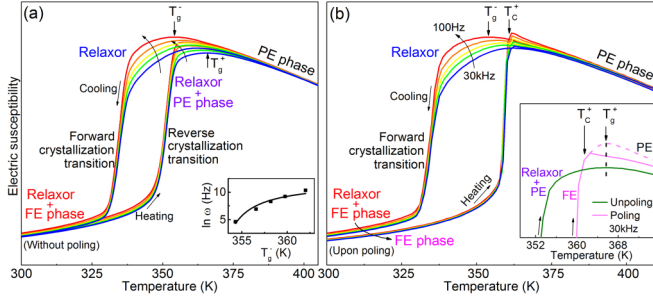 (a)
T_g^-
Relaxor
PE phase
T_g^+
Relaxor
+
PE phase
Cooling
Forward
crystallization
transition
Reverse
crystallization
transition
Relaxor
+
FE phase
Heating
(Without poling)
ln ω (Hz)
10
5
0
354
360
T_g^- (K)
300
325
350
375
400
Temperature (K)
Electric susceptibility
(b)
T_g^-
T_C^+
100Hz
Relaxor
30kHz
PE phase
Cooling
Forward
crystallization
transition
Relaxor
+
FE phase
Heating
FE phase
(Upon poling)
T_C^+
T_g^+
PE
Relaxor
+
PE
FE
Unpoling
Poling
30kHz
352
360
368
Temperature (K)
300
325
350
375
400
Temperature (K)